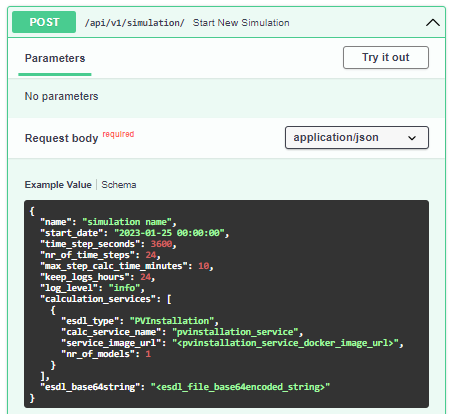 POST /api/v1/simulation/ Start New Simulation
Parameters Try it out
No parameters
Request body required application/json
Example Value | Schema
{
  "name": "simulation name",
  "start_date": "2023-01-25 00:00:00",
  "time_step_seconds": 3600,
  "nr_of_time_steps": 24,
  "max_step_calc_time_minutes": 10,
  "keep_logs_hours": 24,
  "log_level": "info",
  "calculation_services": [
    {
      "esdl_type": "PVInstallation",
      "calc_service_name": "pvinstallation_service",
      "service_image_url": "<pvinstallation_service_docker_image_url>",
      "nr_of_models": 1
    }
  ],
  "esdl_base64string": "<esdl_file_base64encoded_string>"
}